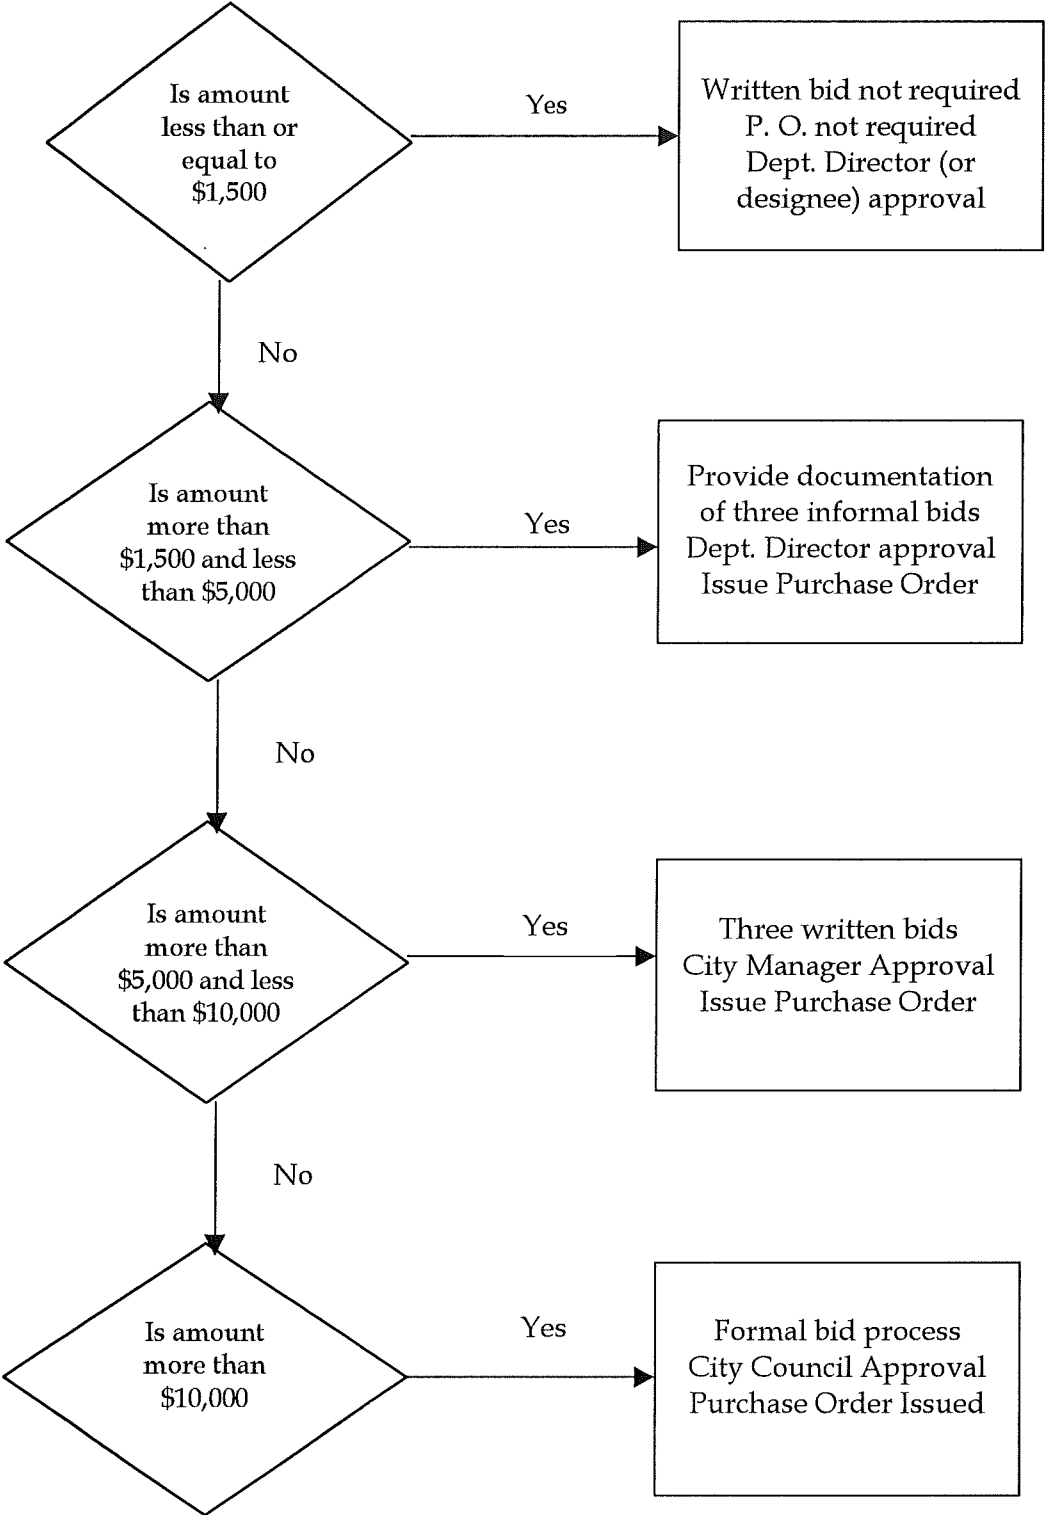 Is amount
less than or
equal to
$1,500
Yes
Written bid not required
P. O. not required
Dept. Director (or
designee) approval
No
Is amount
more than
$1,500 and less
than $5,000
Yes
Provide documentation
of three informal bids
Dept. Director approval
Issue Purchase Order
No
Is amount
more than
$5,000 and less
than $10,000
Yes
Three written bids
City Manager Approval
Issue Purchase Order
No
Is amount
more than
$10,000
Yes
Formal bid process
City Council Approval
Purchase Order Issued